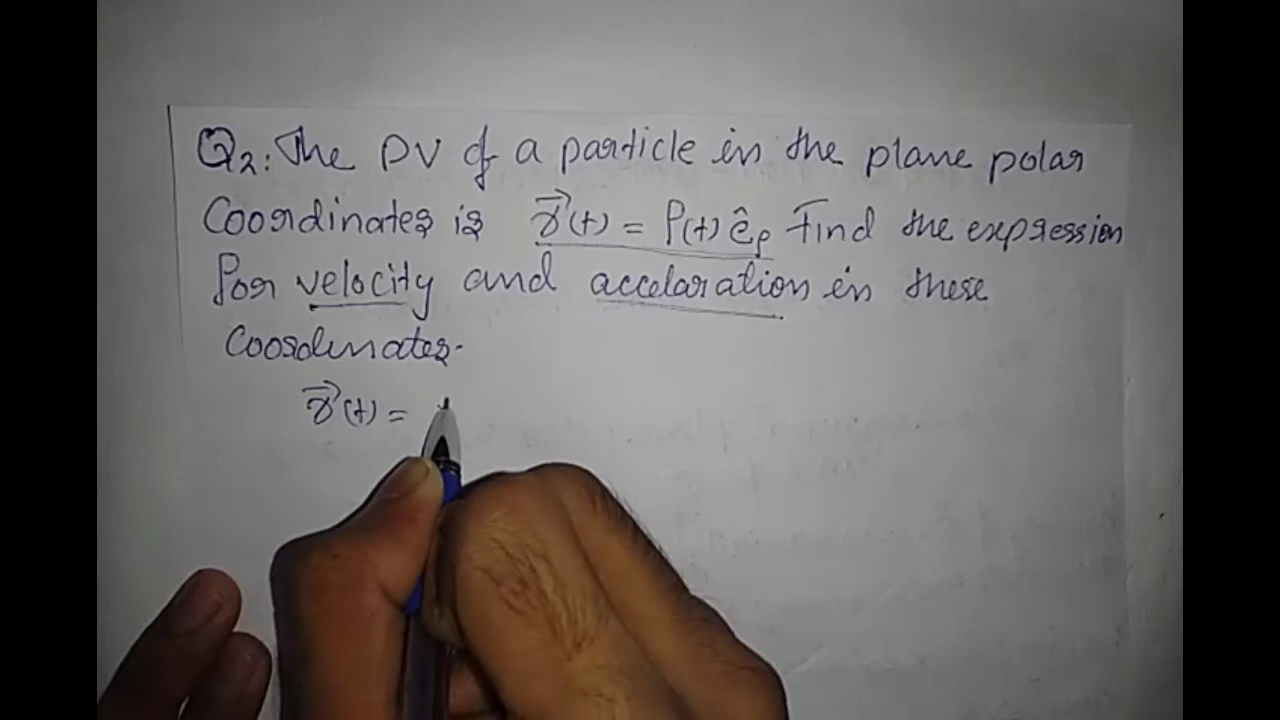 Q2: The PV of a particle in the plane polar
Coordinates is r⃗(t) = ρ(t) ê_ρ Find the expression
for velocity and accelaration in these
Coordinates.
r⃗(t) =